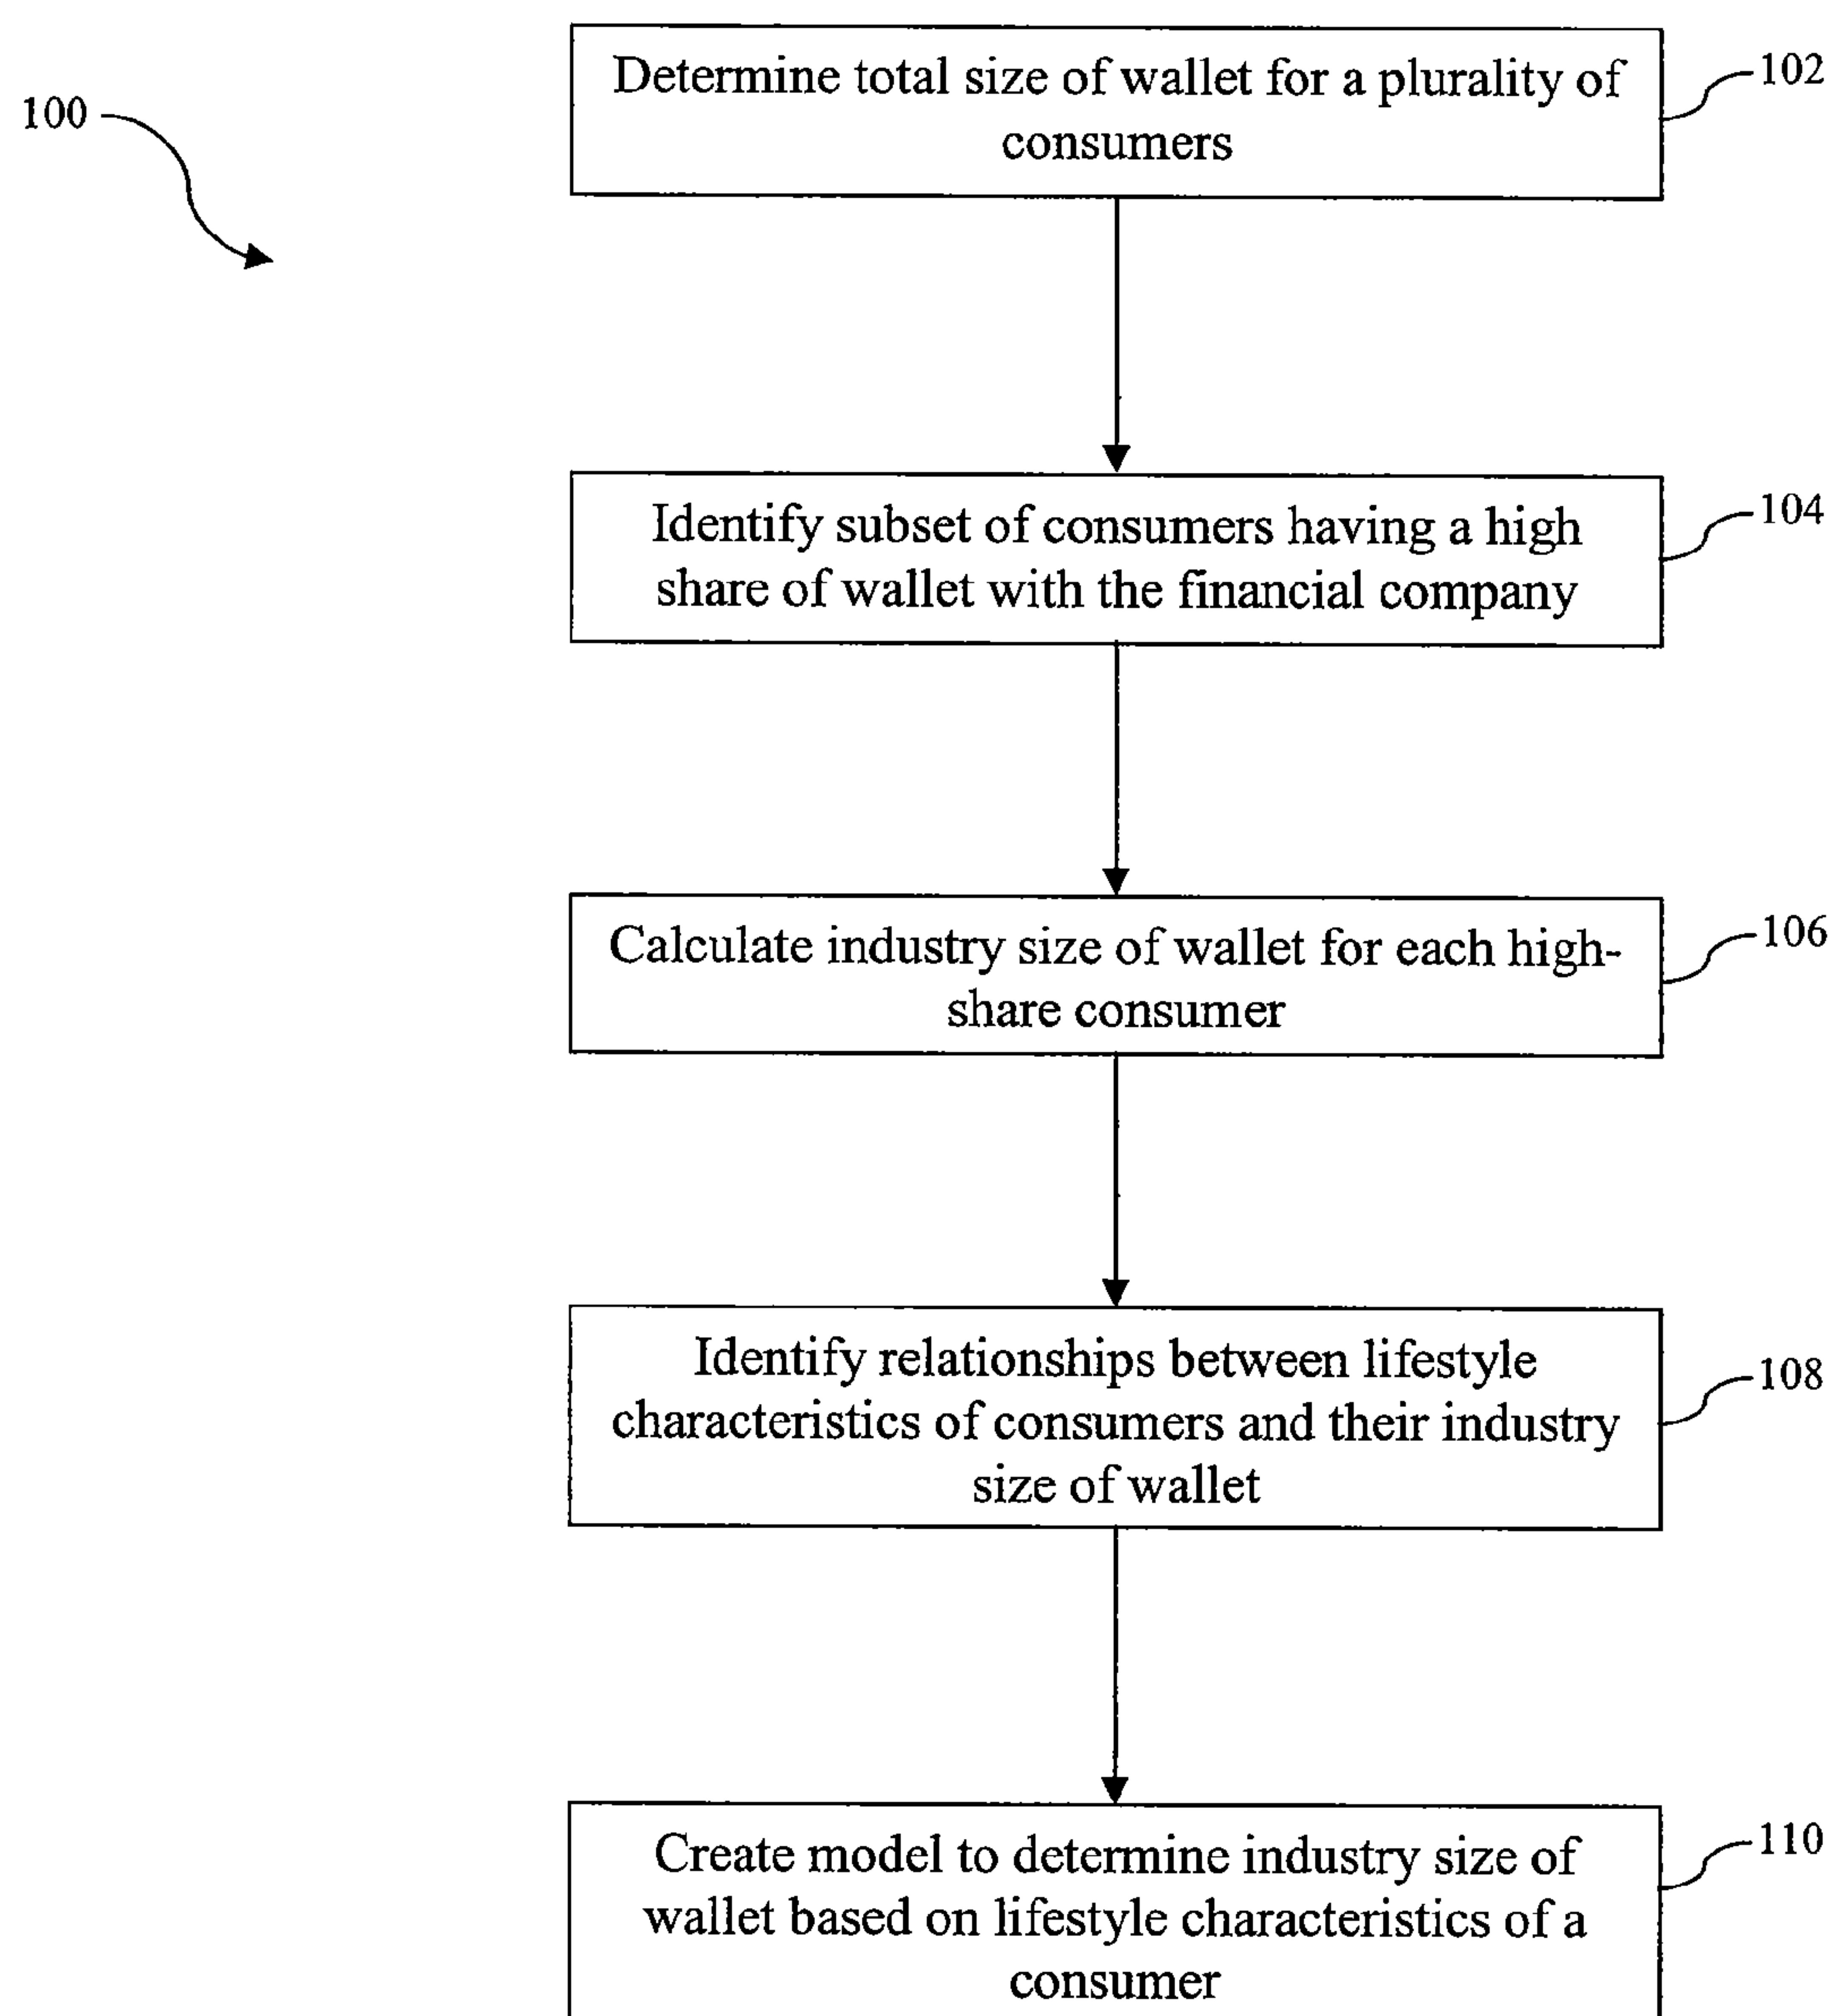 100
Determine total size of wallet for a plurality of
consumers
102
Identify subset of consumers having a high
share of wallet with the financial company
104
Calculate industry size of wallet for each high-
share consumer
106
Identify relationships between lifestyle
characteristics of consumers and their industry
size of wallet
108
Create model to determine industry size of
wallet based on lifestyle characteristics of a
consumer
110